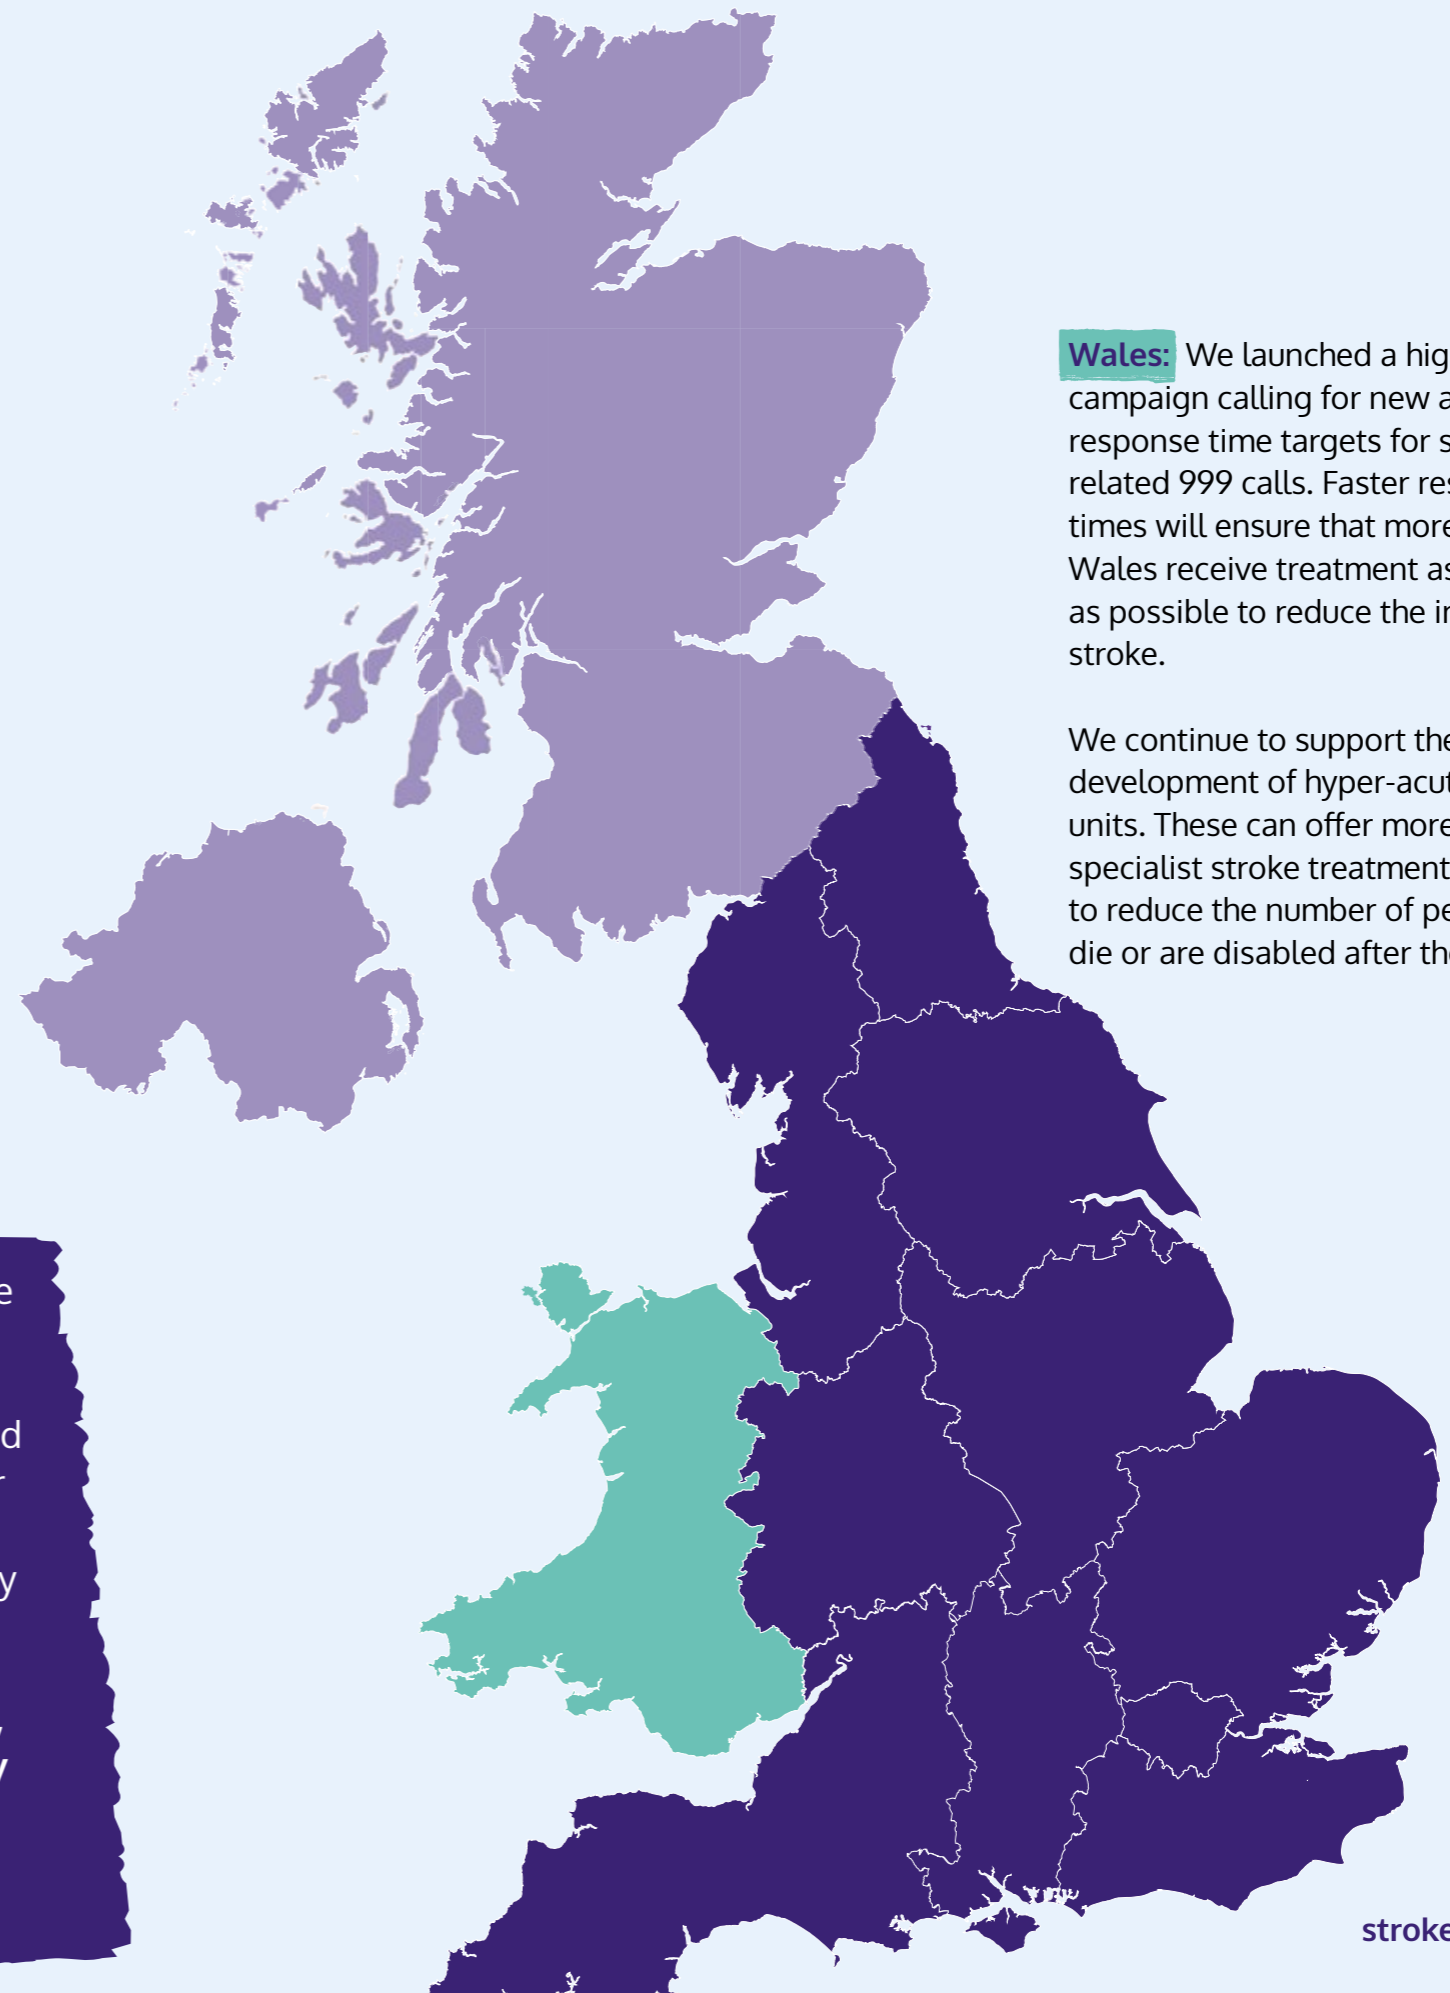 Wales: We launched a hig
campaign calling for new a
response time targets for s
related 999 calls. Faster res
times will ensure that more
Wales receive treatment as
as possible to reduce the i
stroke.
We continue to support the
development of hyper-acut
units. These can offer more
specialist stroke treatment
to reduce the number of pe
die or are disabled after the
e
d
r
y
y
stroke